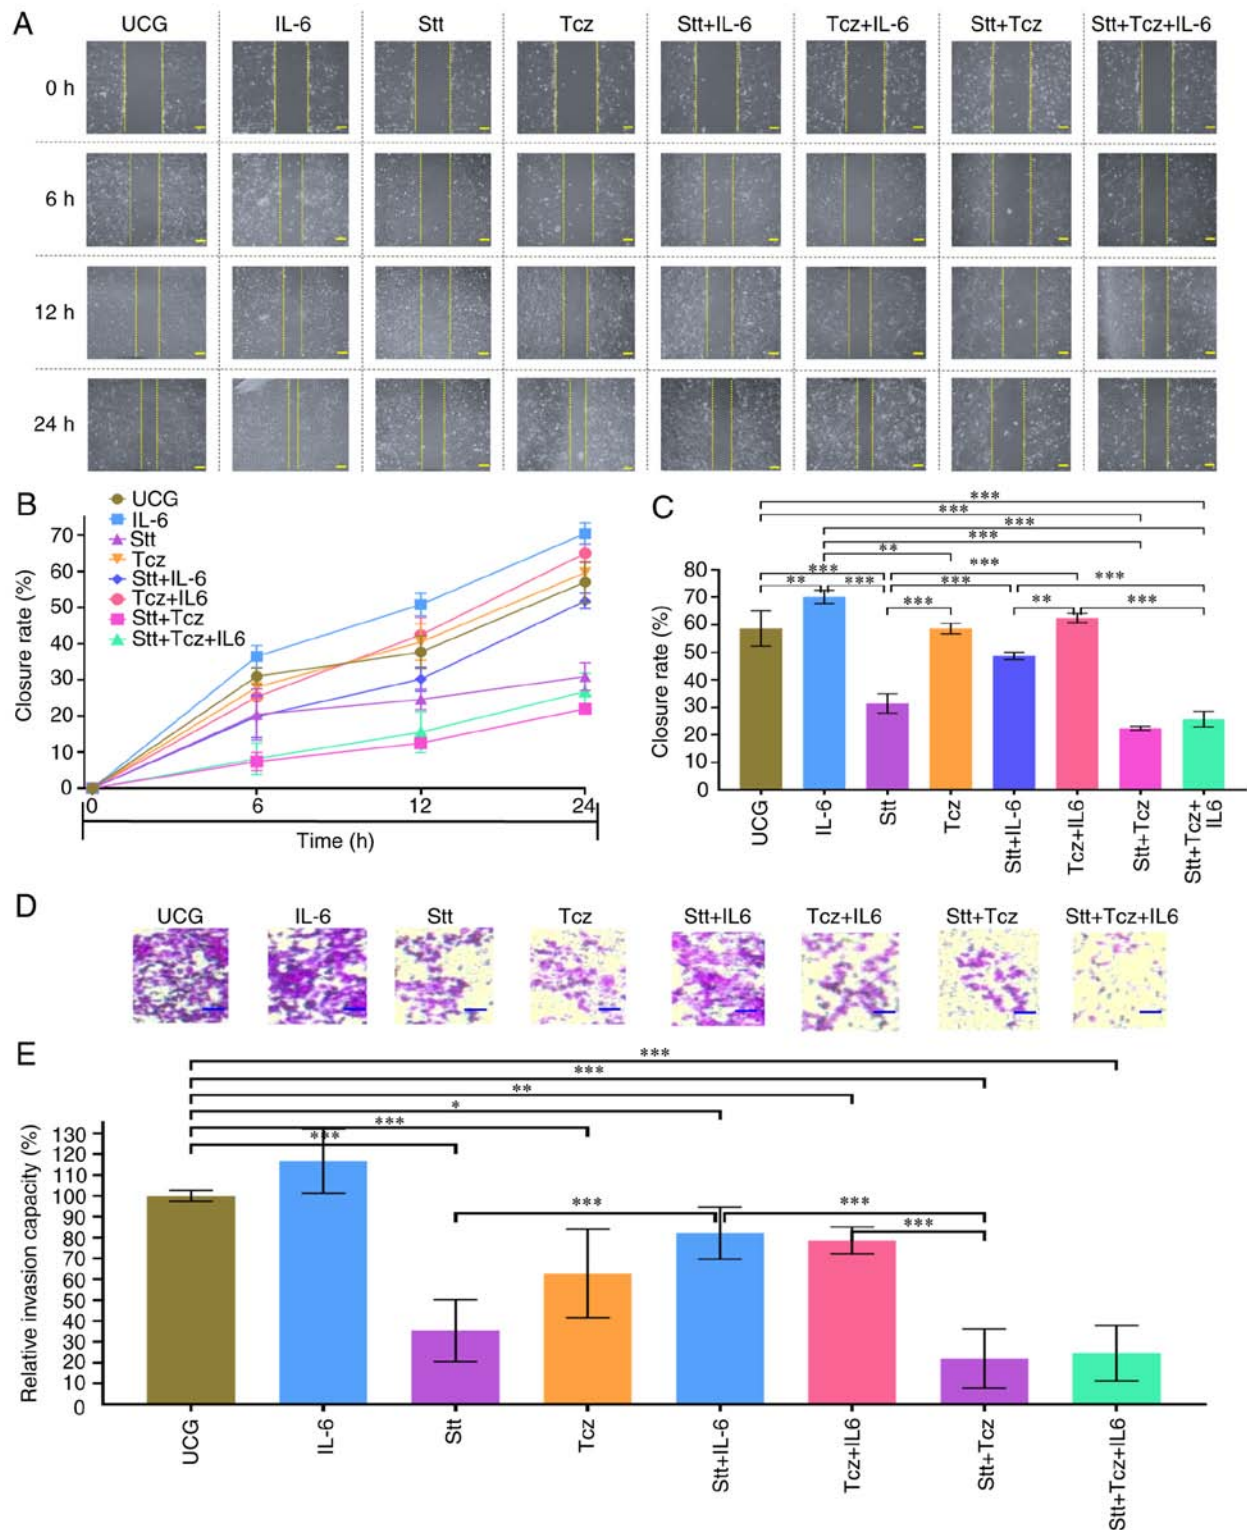 A
UCG IL-6 Stt Tcz Stt+IL-6 Tcz+IL-6 Stt+Tcz Stt+Tcz+IL-6
0 h
6 h
12 h
24 h
B
UCG
IL-6
Stt
Tcz
Stt+IL-6
Tcz+IL6
Stt+Tcz
Stt+Tcz+IL6
Closure rate (%)
70
60
50
40
30
20
10
0
0 6 12 24
Time (h)
C
***
***
***
***
**
*** ***
** *** *** ***
*** ** ***
Closure rate (%)
80
70
60
50
40
30
20
10
0
UCG
IL-6
Stt
Tcz
Stt+IL-6
Tcz+IL6
Stt+Tcz
Stt+Tcz+
IL6
D
UCG IL-6 Stt Tcz Stt+IL6 Tcz+IL6 Stt+Tcz Stt+Tcz+IL6
E
***
***
**
*
***
***
*** ***
***
Relative invasion capacity (%)
130
120
110
100
90
80
70
60
50
40
30
20
10
0
UCG
IL-6
Stt
Tcz
Stt+IL-6
Tcz+IL6
Stt+Tcz
Stt+Tcz+IL6